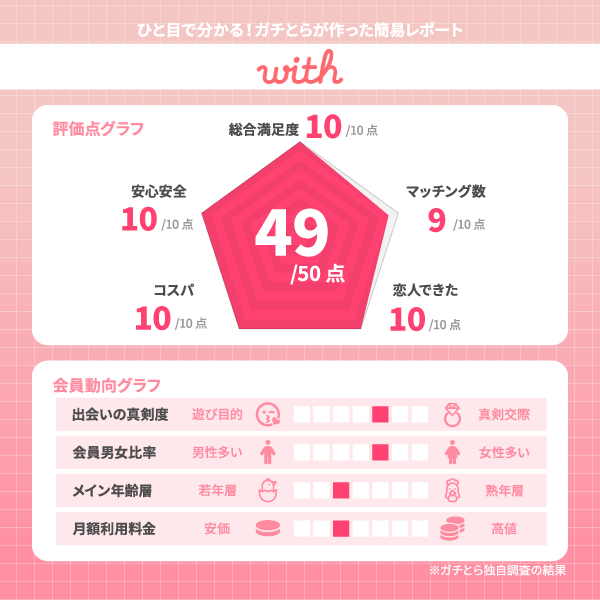 ひと目で分かる！ガチとらが作った簡易レポート
with
評価点グラフ
総合満足度 10 /10 点
安心安全
10 /10 点
マッチング数
9 /10 点
49
/50 点
コスパ
10 /10 点
恋人できた
10 /10 点
会員動向グラフ
出会いの真剣度 遊び目的 真剣交際
会員男女比率 男性多い 女性多い
メイン年齢層 若年層 熟年層
月額利用料金 安価 高値
※ガチとら独自調査の結果